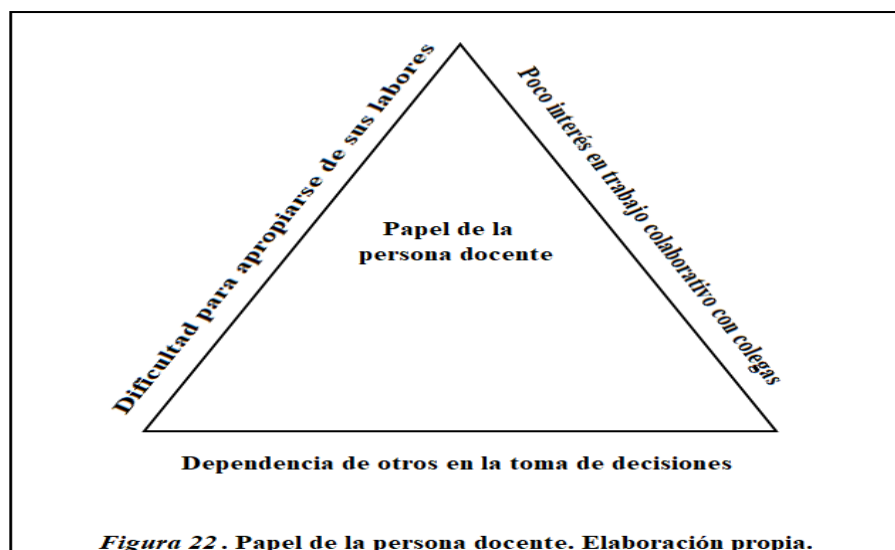 Dificultad para apropiarse de sus labores
Poco interés en trabajo colaborativo con colegas
Papel de la
persona docente
Dependencia de otros en la toma de decisiones
Figura 22. Papel de la persona docente. Elaboración propia.